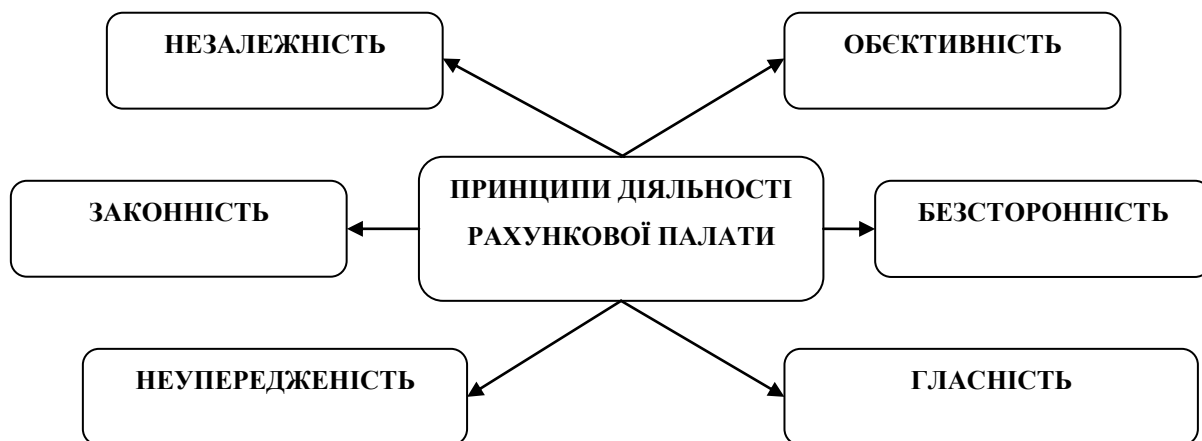 НЕЗАЛЕЖНІСТЬ
ОБЄКТИВНІСТЬ
ПРИНЦИПИ ДІЯЛЬНОСТІ
РАХУНКОВОЇ ПАЛАТИ
ЗАКОННІСТЬ
БЕЗСТОРОННІСТЬ
НЕУПЕРЕДЖЕНІСТЬ
ГЛАСНІСТЬ